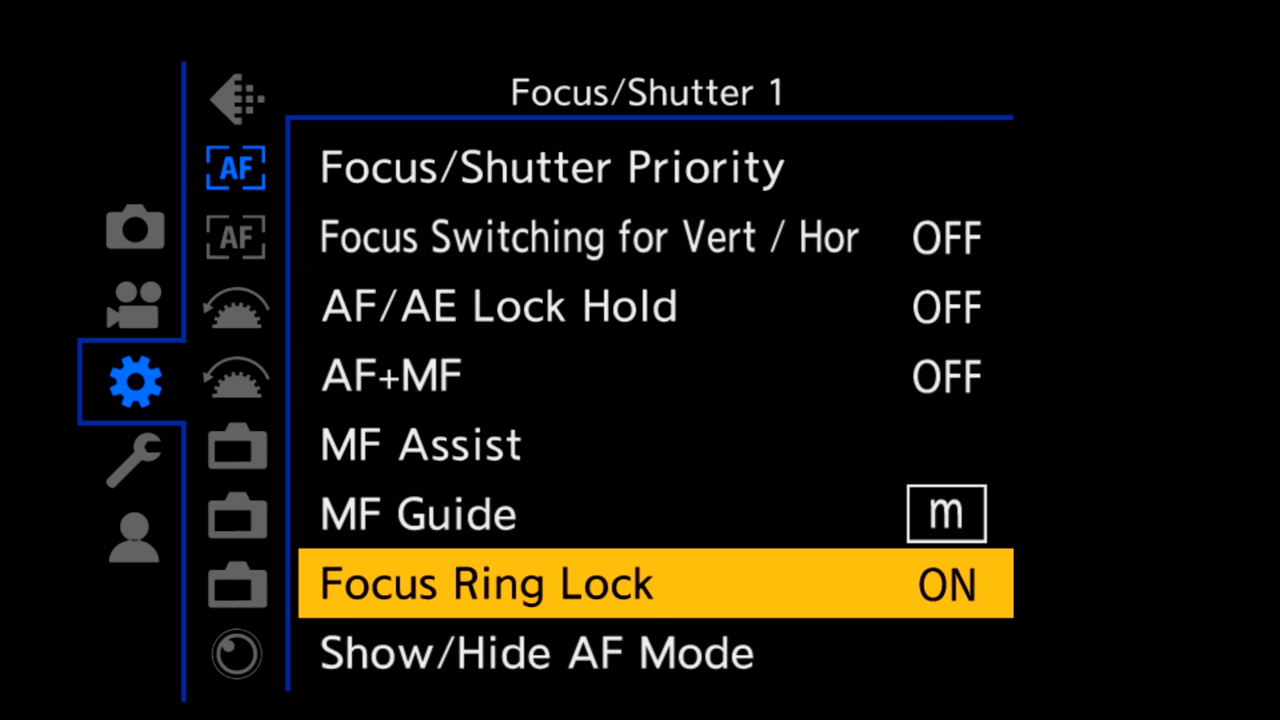 Focus/Shutter 1
AF
Focus/Shutter Priority
AF
Focus Switching for Vert / Hor OFF
AF/AE Lock Hold OFF
AF+MF OFF
MF Assist
MF Guide m
Focus Ring Lock ON
Show/Hide AF Mode